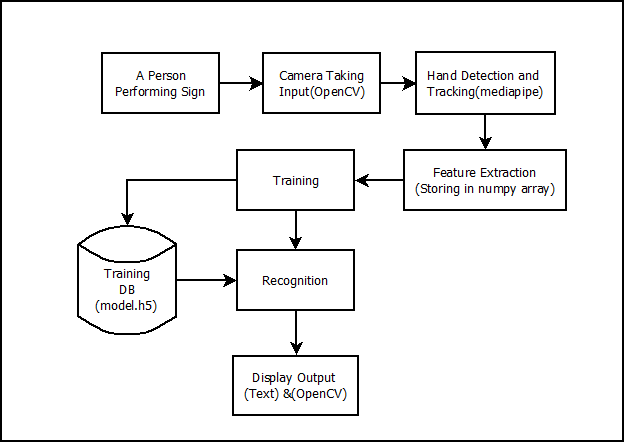 A Person
Performing Sign
Camera Taking
Input(OpenCV)
Hand Detection and
Tracking(mediapipe)
Feature Extraction
(Storing in numpy array)
Training
Training
DB
(model.h5)
Recognition
Display Output
(Text) &(OpenCV)